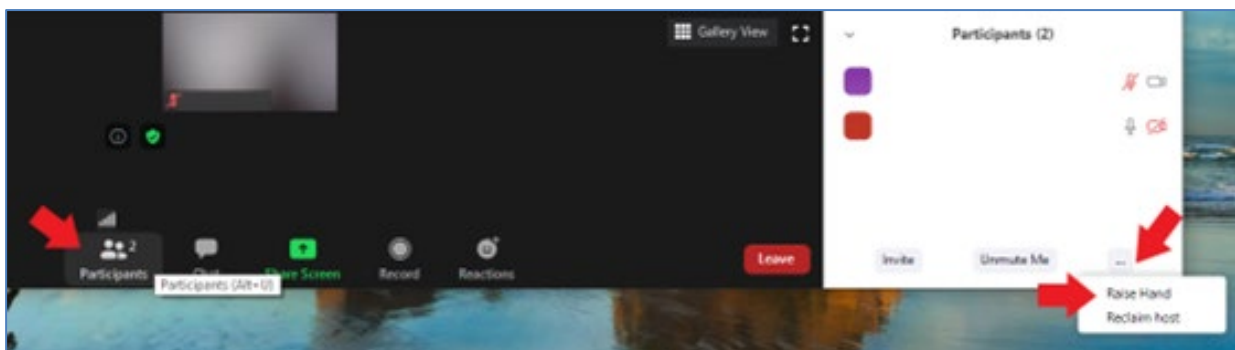 Gallery View
Participants (2)
2
Participants
Chat
Share Screen
Record
Reactions
Leave
Participants (Alt+U)
Invite
Unmute Me
...
Raise Hand
Reclaim host